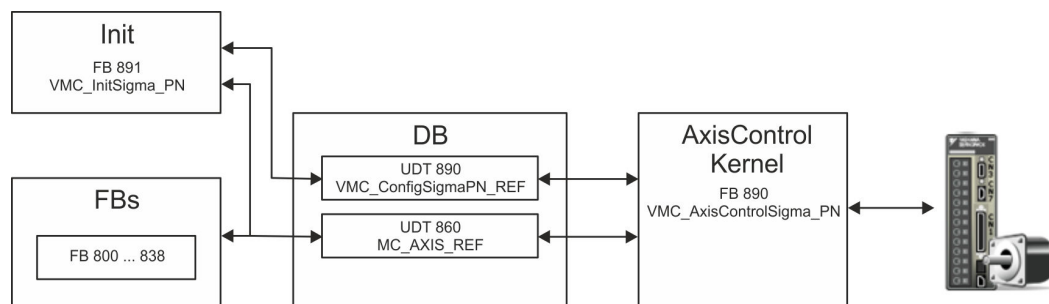 Init
FB 891
VMC_InitSigma_PN
FBs
FB 800 ... 838
DB
UDT 890
VMC_ConfigSigmaPN_REF
UDT 860
MC_AXIS_REF
AxisControl
Kernel
FB 890
VMC_AxisControlSigma_PN